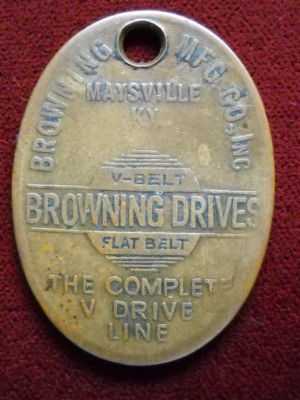 BROWNING MFG. CO., INC
MAYSVILLE
KY
V-BELT
BROWNING DRIVES
FLAT BELT
THE COMPLETE
V DRIVE
LINE